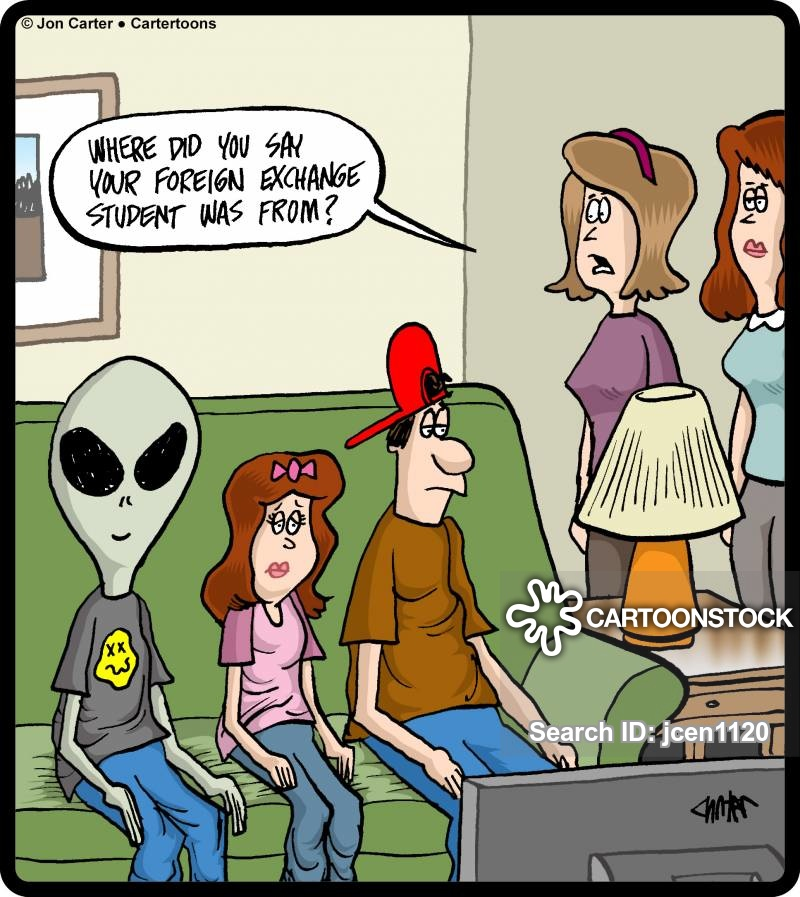 © Jon Carter ● Cartertoons
WHERE DID YOU SAY
YOUR FOREIGN EXCHANGE
STUDENT WAS FROM?
CARTOONSTOCK
Search ID: jcen1120